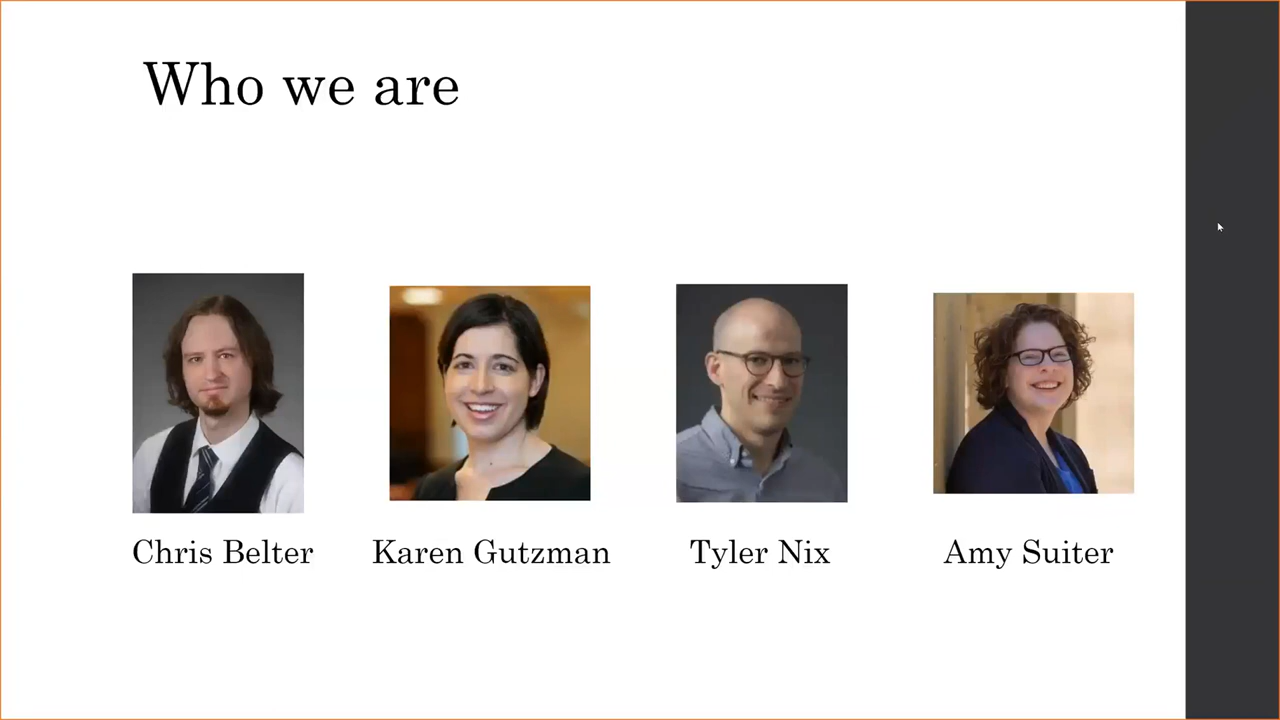 Who we are
Chris Belter
Karen Gutzman
Tyler Nix
Amy Suiter